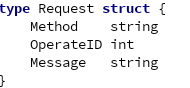 type Request struct {
    Method    string
    OperateID int
    Message   string
}